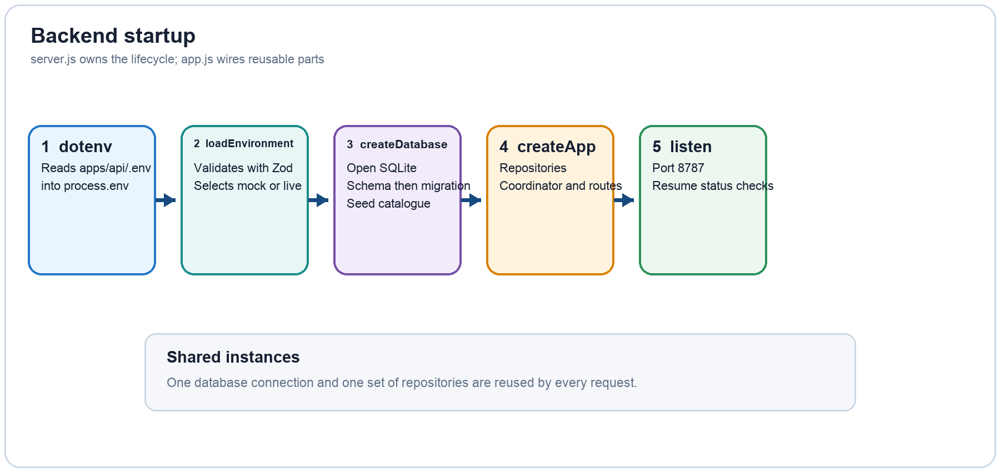 Backend startup
server.js owns the lifecycle; app.js wires reusable parts
1 dotenv
Reads apps/api/.env
into process.env
2 loadEnvironment
Validates with Zod
Selects mock or live
3 createDatabase
Open SQLite
Schema then migration
Seed catalogue
4 createApp
Repositories
Coordinator and routes
5 listen
Port 8787
Resume status checks
Shared instances
One database connection and one set of repositories are reused by every request.